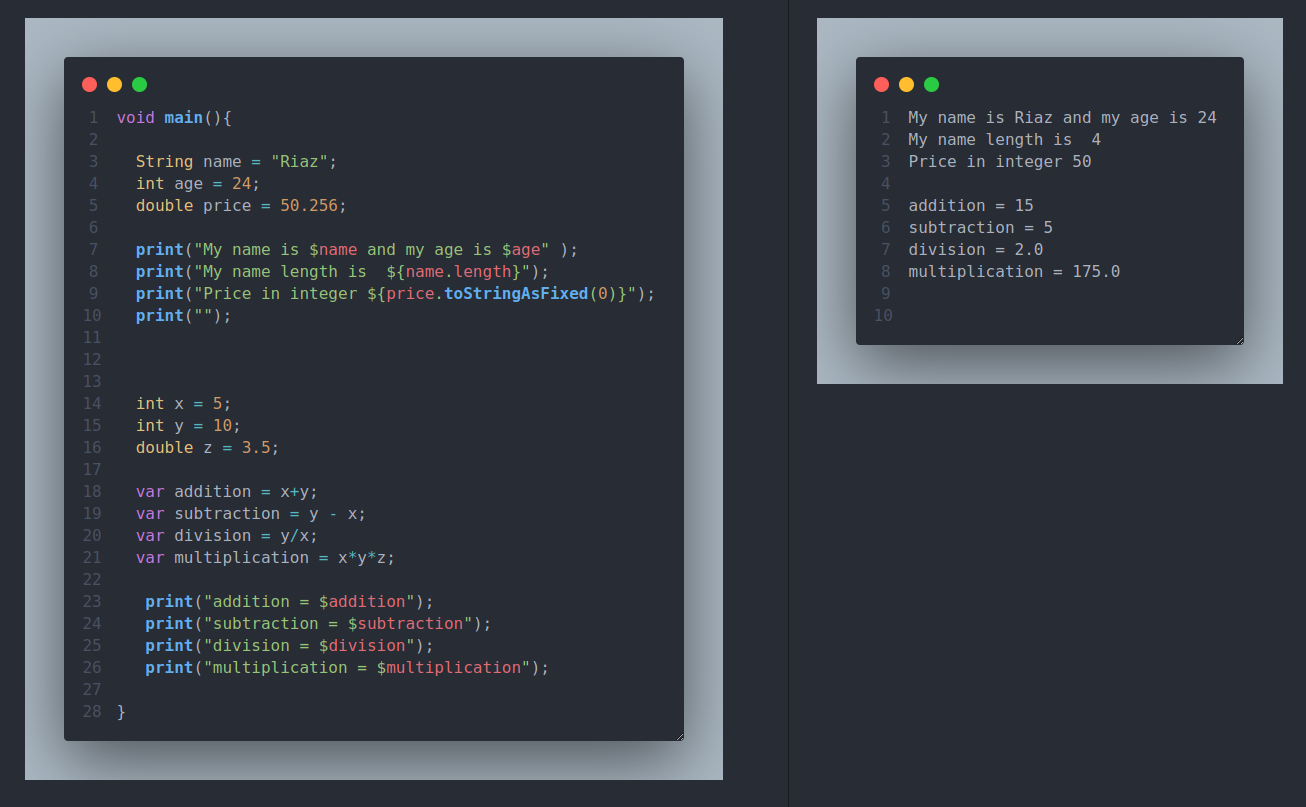 1 void main(){
2
3   String name = "Riaz";
4   int age = 24;
5   double price = 50.256;
6
7   print("My name is $name and my age is $age" );
8   print("My name length is  ${name.length}");
9   print("Price in integer ${price.toStringAsFixed(0)}");
10   print("");
11
12
13
14   int x = 5;
15   int y = 10;
16   double z = 3.5;
17
18   var addition = x+y;
19   var subtraction = y - x;
20   var division = y/x;
21   var multiplication = x*y*z;
22
23    print("addition = $addition");
24    print("subtraction = $subtraction");
25    print("division = $division");
26    print("multiplication = $multiplication");
27
28 }
1 My name is Riaz and my age is 24
2 My name length is  4
3 Price in integer 50
4
5 addition = 15
6 subtraction = 5
7 division = 2.0
8 multiplication = 175.0
9
10